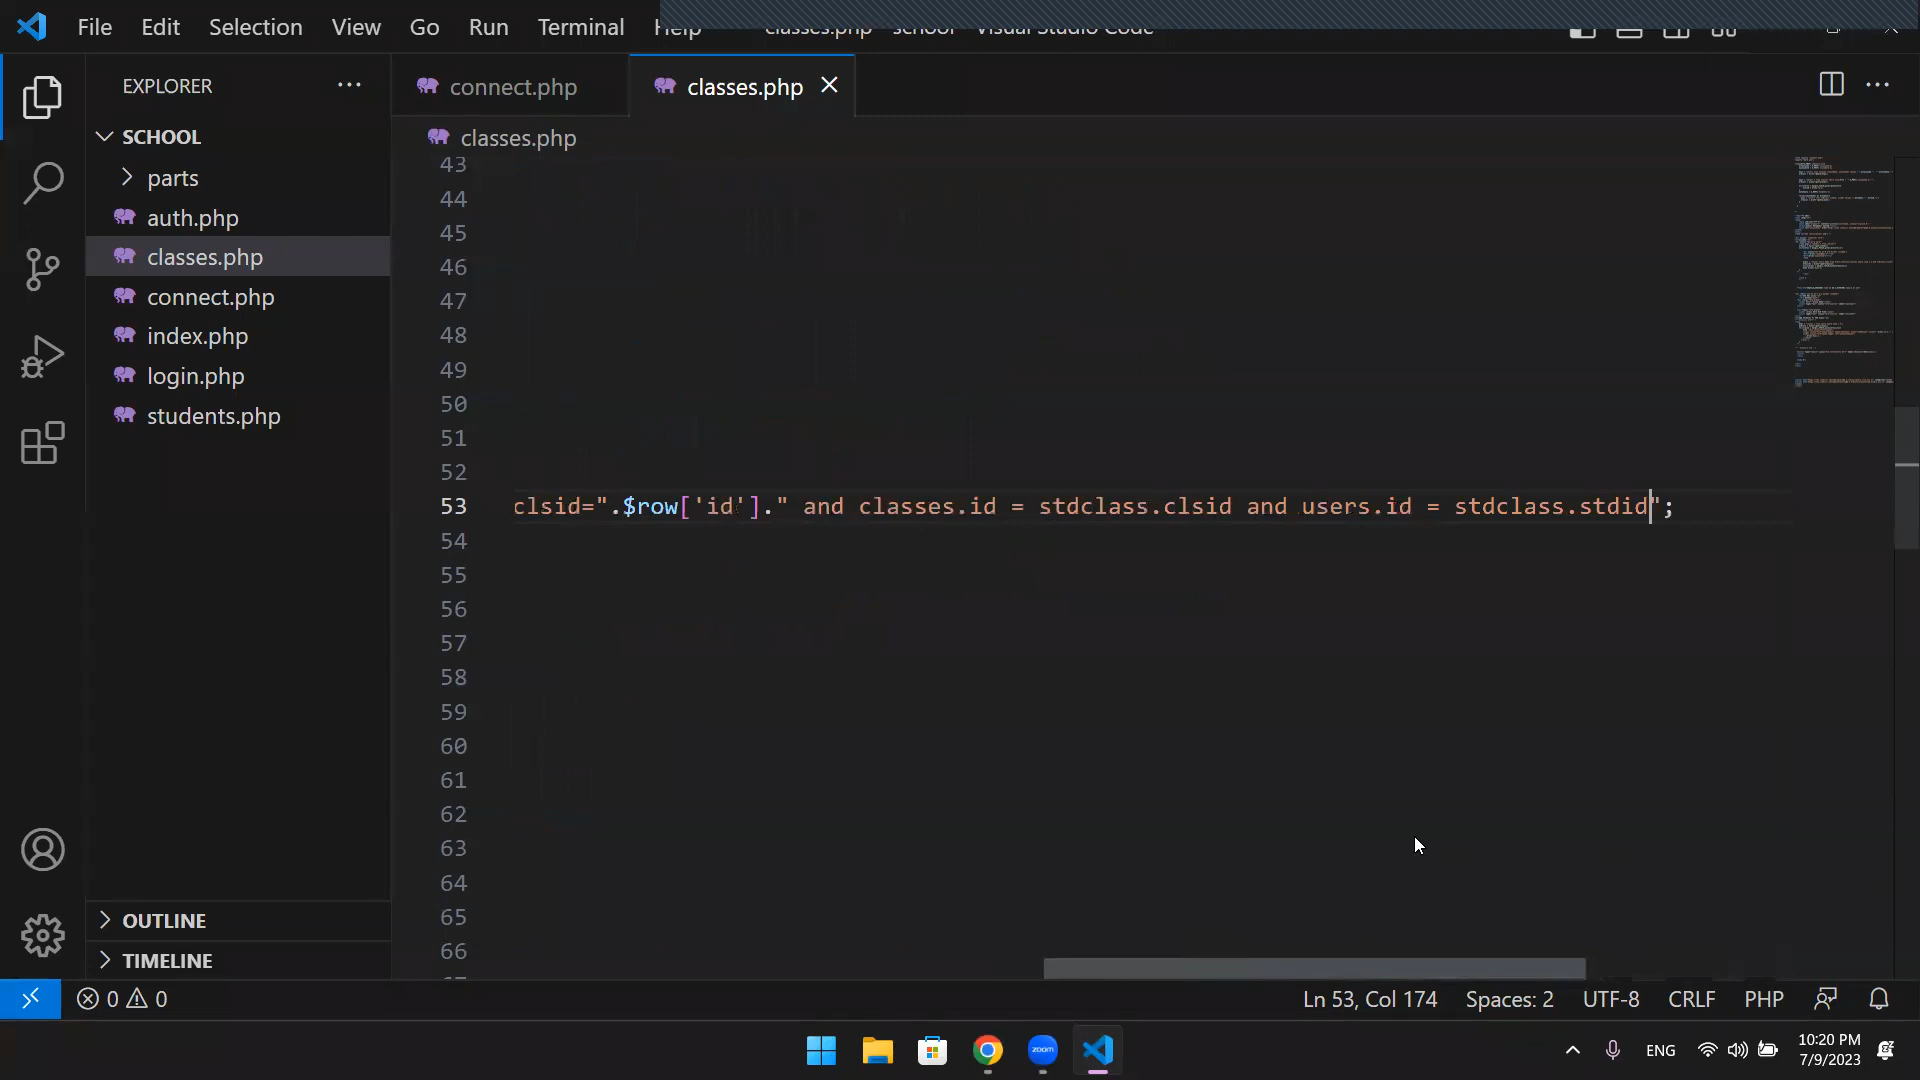 File Edit Selection View Go Run Terminal Help classes.php - school - Visual Studio Code
EXPLORER
connect.php
classes.php
SCHOOL
classes.php
parts
auth.php
classes.php
connect.php
index.php
login.php
students.php
43
44
45
46
47
48
49
50
51
52
53 clsid=".$row['id']." and classes.id = stdclass.clsid and users.id = stdclass.stdid";
54
55
56
57
58
59
60
61
62
63
64
65
66
OUTLINE
TIMELINE
0 0 Ln 53, Col 174 Spaces: 2 UTF-8 CRLF PHP
zoom
ENG
10:20 PM
7/9/2023